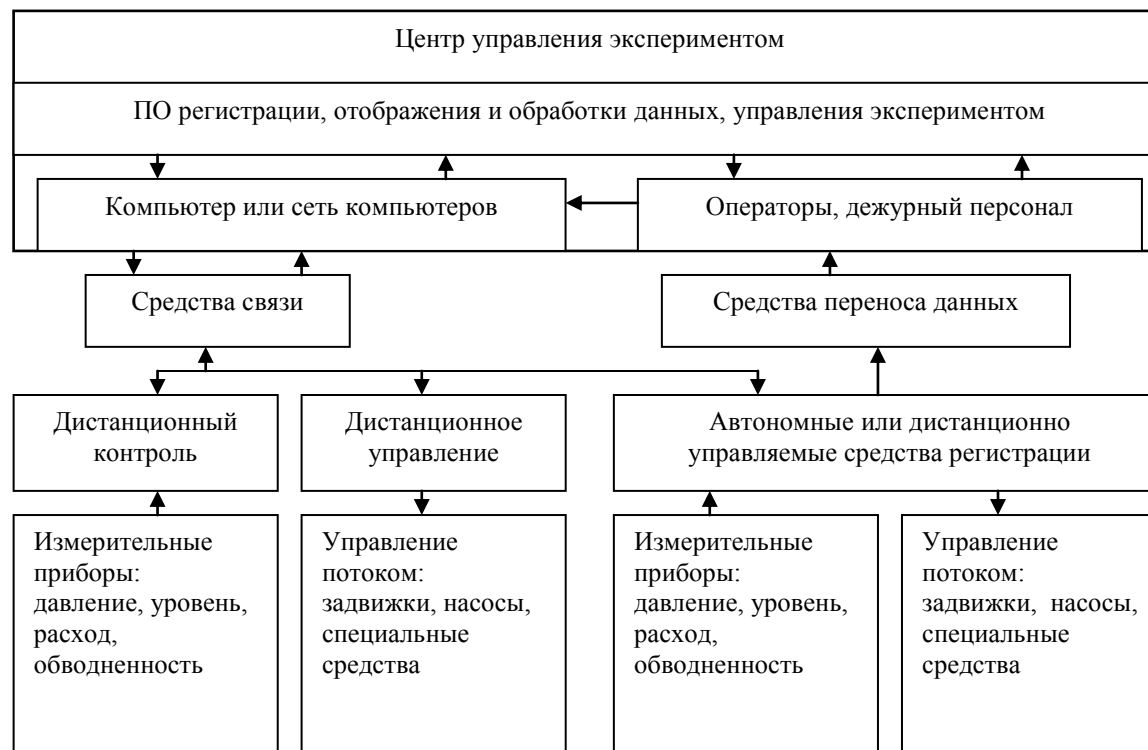 Центр управления экспериментом
ПО регистрации, отображения и обработки данных, управления экспериментом
Компьютер или сеть компьютеров
Операторы, дежурный персонал
Средства связи
Средства переноса данных
Дистанционный
контроль
Дистанционное
управление
Автономные или дистанционно
управляемые средства регистрации
Измерительные
приборы:
давление, уровень,
расход,
обводненность
Управление
потоком:
задвижки, насосы,
специальные
средства
Измерительные
приборы:
давление, уровень,
расход,
обводненность
Управление
потоком:
задвижки, насосы,
специальные
средства